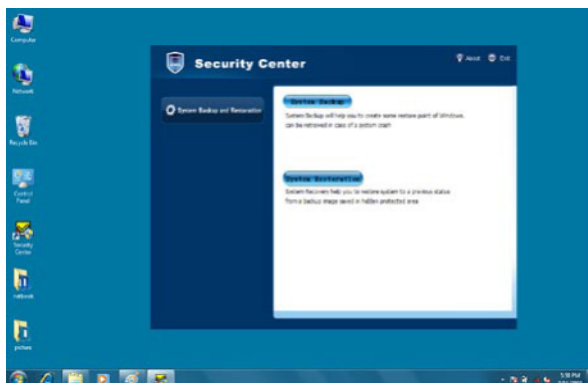 Computer
Network
Recycle Bin
Control
Panel
Security
Center
netbook
picture
Security Center
About
Exit
System Backup and Restoration
System Backup
System Backup will help you to create some restore point of Windows,
can be retrieved in case of a system crash
System Restoration
System Recovery help you to restore system to a previous status
from a backup image saved in hidden protected area
5:58 PM